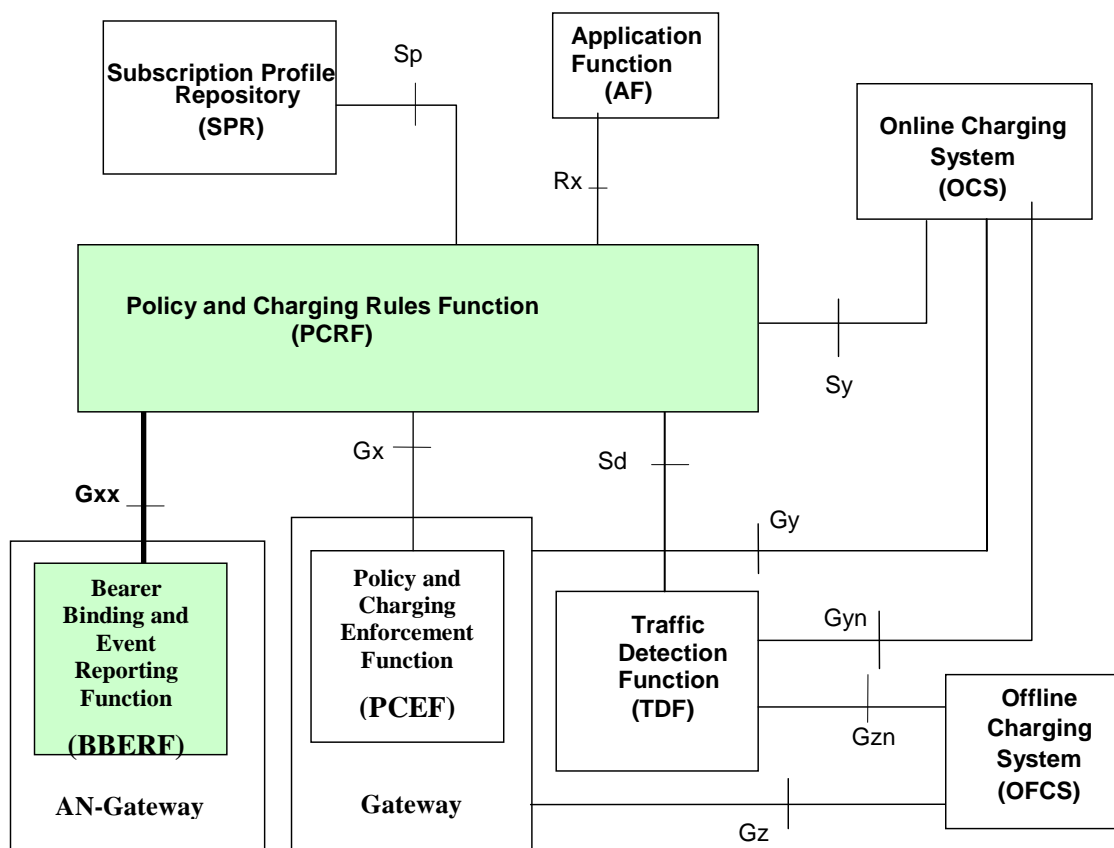 Subscription Profile
Repository
(SPR)
Sp
Application
Function
(AF)
Rx
Online Charging
System
(OCS)
Policy and Charging Rules Function
(PCRF)
Sy
Gxx
Gx
Sd
Gy
Bearer
Binding and
Event
Reporting
Function
(BBERF)
AN-Gateway
Policy and
Charging
Enforcement
Function
(PCEF)
Gateway
Traffic
Detection
Function
(TDF)
Gyn
Gzn
Gz
Offline
Charging
System
(OFCS)